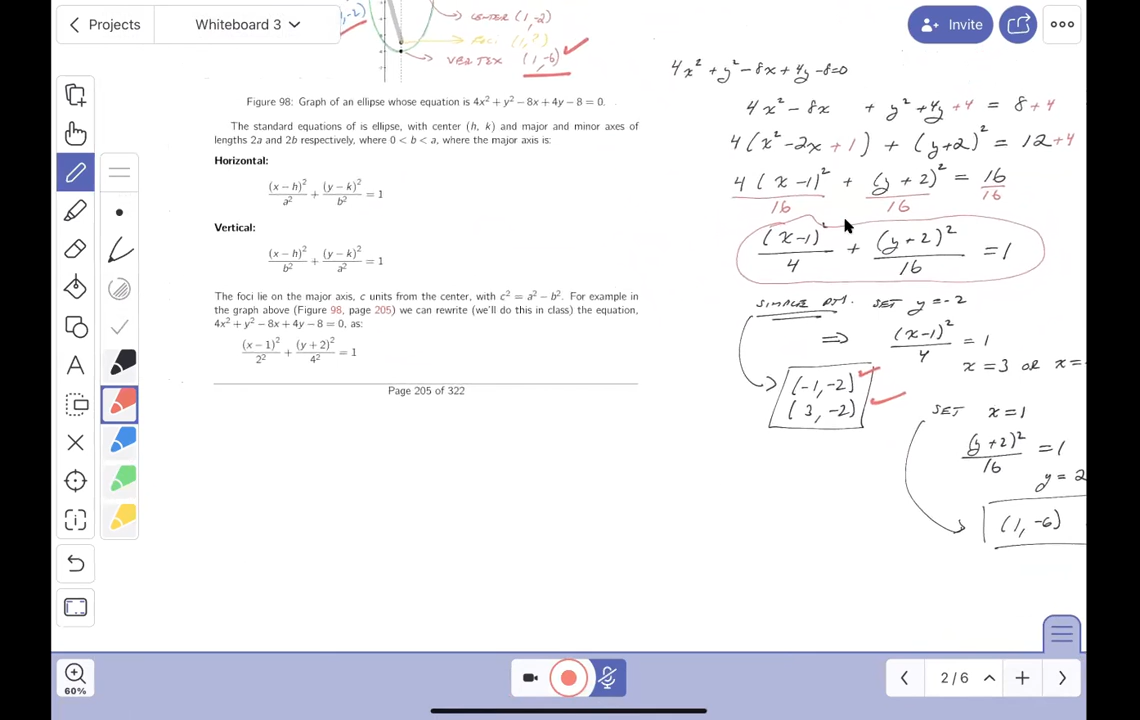 Projects
Whiteboard 3
Invite
, -2)
CENTER (1, -2)
FOCI (1, ?)
VERTEX (1, -6)
Figure 98: Graph of an ellipse whose equation is 4x² + y² − 8x + 4y − 8 = 0.
The standard equations of is ellipse, with center (h, k) and major and minor axes of
lengths 2a and 2b respectively, where 0 < b < a, where the major axis is:
Horizontal:
(x − h)²/a² + (y − k)²/b² = 1
Vertical:
(x − h)²/b² + (y − k)²/a² = 1
The foci lie on the major axis, c units from the center, with c² = a² − b². For example in
the graph above (Figure 98, page 205) we can rewrite (we'll do this in class) the equation,
4x² + y² − 8x + 4y − 8 = 0, as:
(x − 1)²/2² + (y + 2)²/4² = 1
Page 205 of 322
4x² + y² − 8x + 4y − 8 = 0
4x² − 8x + y² + 4y + 4 = 8 + 4
4(x² − 2x + 1) + (y + 2)² = 12 + 4
4(x − 1)²/16 + (y + 2)²/16 = 16/16
(x − 1)²/4 + (y + 2)²/16 = 1
SIMPLE PTS. SET y = −2
⇒ (x − 1)²/4 = 1
x = 3 OR x = -
(−1, −2)
(3, −2)
SET x = 1
(y + 2)²/16 = 1
y = 2
(1, −6)
60%
2/6